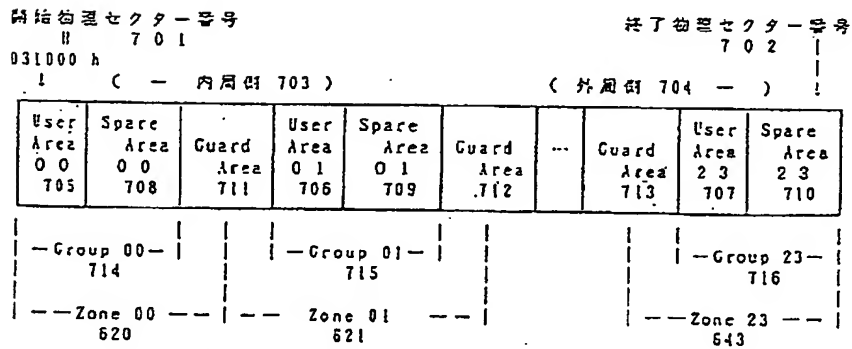 開始物理セクター番号 終了物理セクター番号
|| 701 702
031000 h
( — 内周側 703 ) ( 外周側 704 — )
User Area 00 705
Spare Area 00 708
Guard Area 711
User Area 01 706
Spare Area 01 709
Guard Area 712
...
Guard Area 713
User Area 23 707
Spare Area 23 710
—Group 00— —Group 01— —Group 23—
714 715 716
——Zone 00—— ——Zone 01—— ——Zone 23——
620 621 643